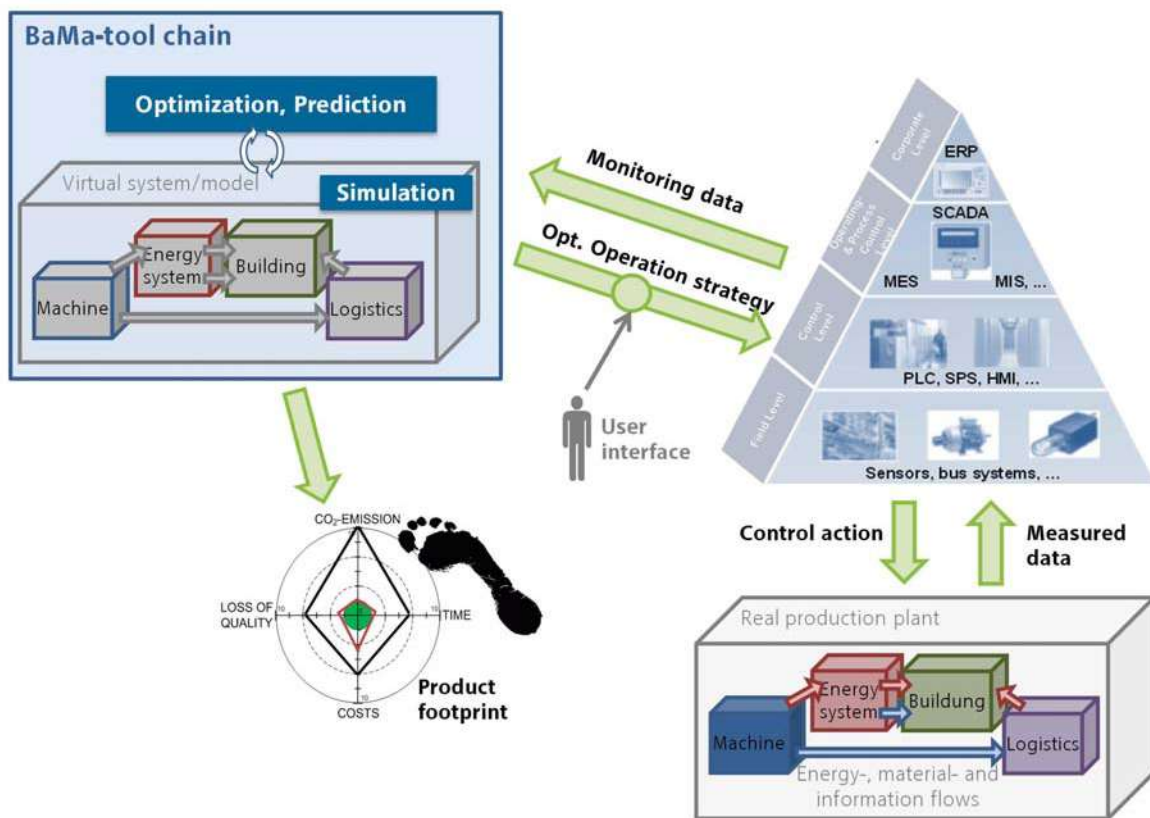 BaMa-tool chain
Optimization, Prediction
Virtual system/model
Simulation
Energy
system
Building
Machine
Logistics
Monitoring data
Opt. Operation strategy
User
interface
Corporate
Level
Operating-
& Process
Control
Level
Control
Level
Field Level
ERP
SCADA
MES
MIS, ...
PLC, SPS, HMI, ...
Sensors, bus systems, ...
Control action
Measured
data
CO₂-EMISSION
LOSS OF
QUALITY
10
10
TIME
10
COSTS
Product
footprint
Real production plant
Energy
system
Buildung
Machine
Logistics
Energy-, material- and
information flows